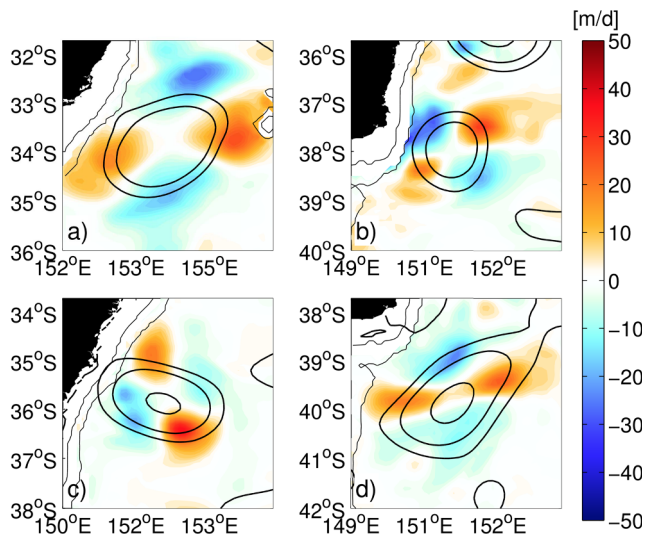 [m/d]
32°S
33°S
34°S
35°S
36°S
a)
152°E
153°E
155°E
36°S
37°S
38°S
39°S
40°S
b)
149°E
151°E
152°E
34°S
35°S
36°S
37°S
38°S
c)
150°E
152°E
153°E
38°S
39°S
40°S
41°S
42°S
d)
149°E
151°E
152°E
50
40
30
20
10
0
−10
−20
−30
−40
−50